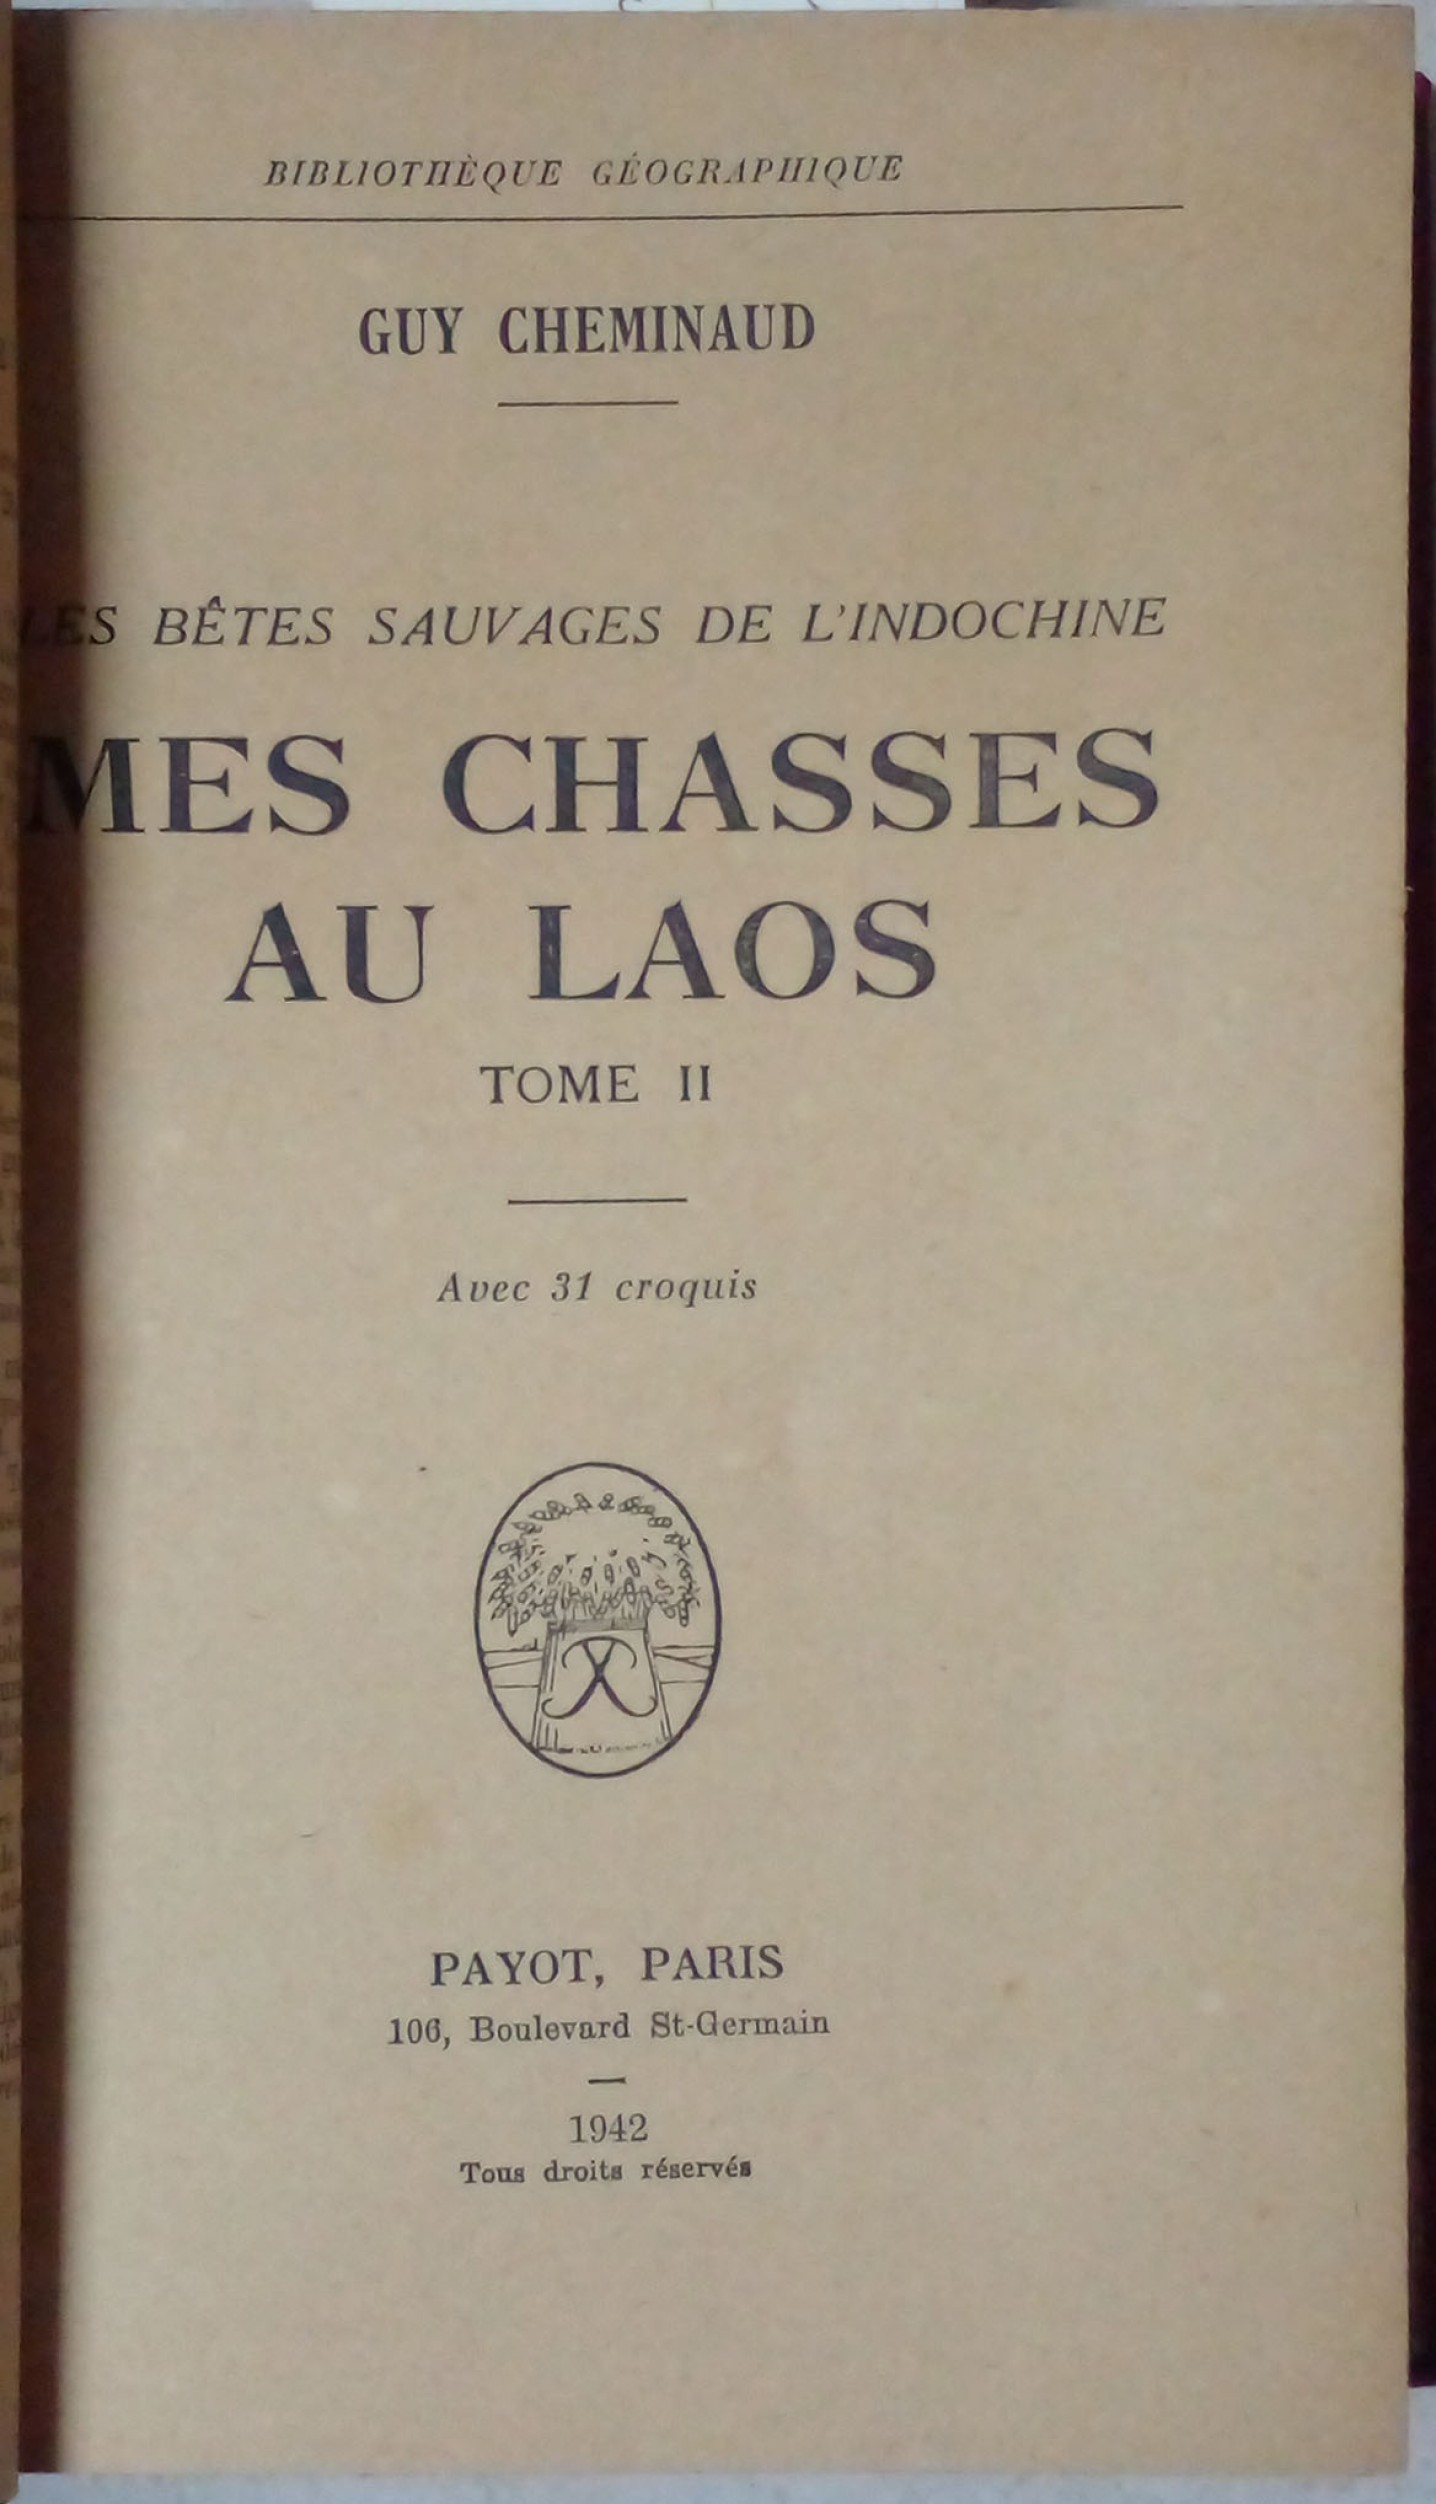 BIBLIOTHÈQUE GÉOGRAPHIQUE
GUY CHEMINAUD
LES BÊTES SAUVAGES DE L'INDOCHINE
MES CHASSES
AU LAOS
TOME II
Avec 31 croquis
PAYOT, PARIS
106, Boulevard St-Germain
1942
Tous droits réservés